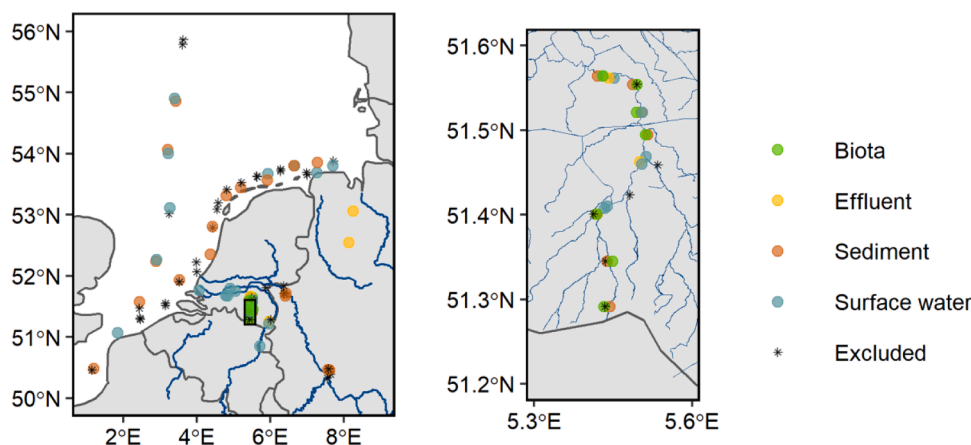 56°N
55°N
54°N
53°N
52°N
51°N
50°N
2°E 4°E 6°E 8°E
51.6°N
51.5°N
51.4°N
51.3°N
51.2°N
5.3°E 5.6°E
Biota
Effluent
Sediment
Surface water
Excluded